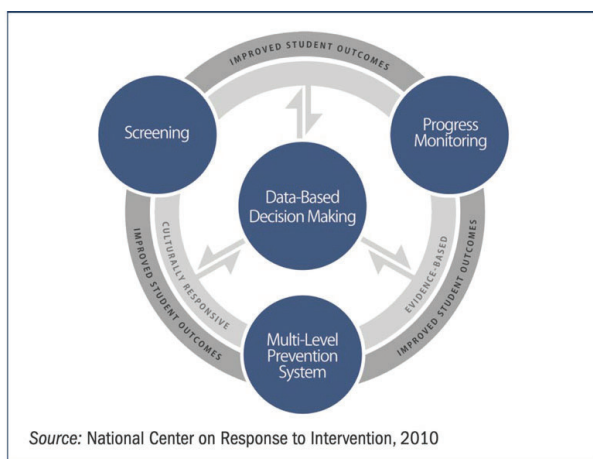 IMPROVED STUDENT OUTCOMES
Screening
Progress
Monitoring
Data-Based
Decision Making
IMPROVED STUDENT OUTCOMES
CULTURALLY RESPONSIVE
EVIDENCE-BASED
IMPROVED STUDENT OUTCOMES
Multi-Level
Prevention
System
Source: National Center on Response to Intervention, 2010